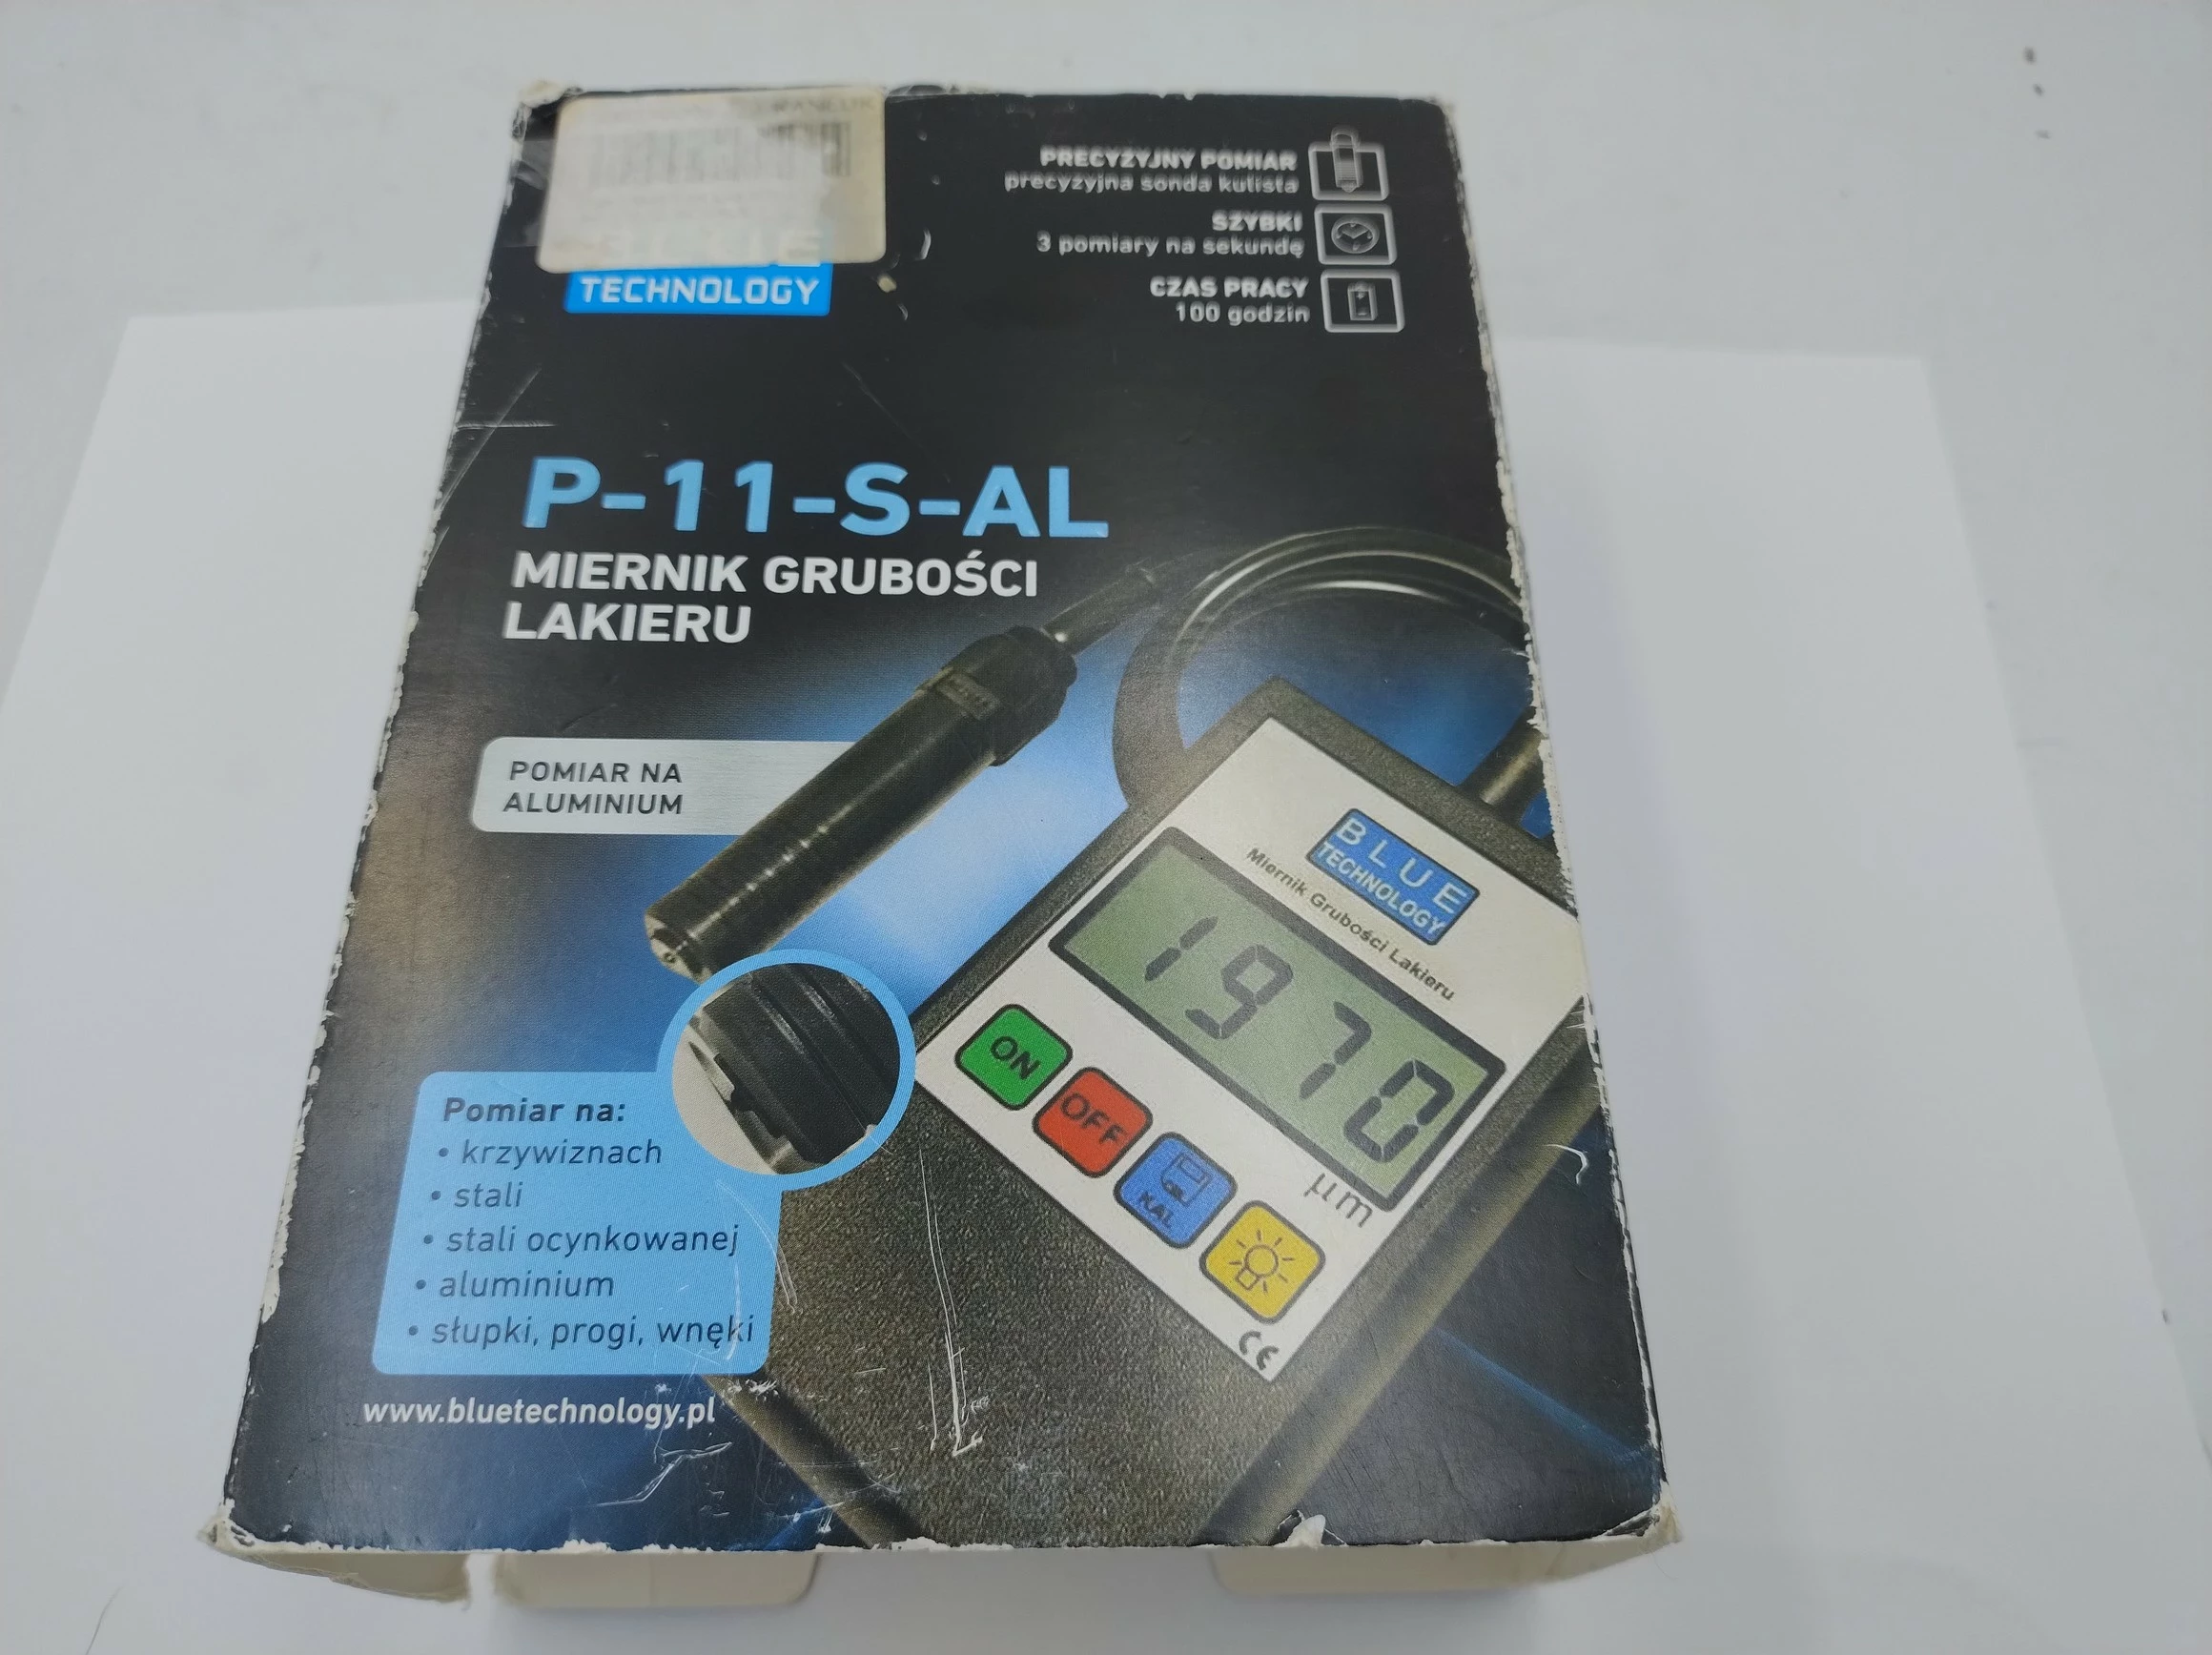 PRECYZYJNY POMIAR
precyzyjna sonda kulista
SZYBKI
3 pomiary na sekundę
CZAS PRACY
100 godzin
TECHNOLOGY
P-11-S-AL
MIERNIK GRUBOŚCI
LAKIERU
POMIAR NA
ALUMINIUM
BLUE
TECHNOLOGY
Miernik Grubości Lakieru
1970
µm
ON
OFF
KAL
CE
Pomiar na:
• krzywiznach
• stali
• stali ocynkowanej
• aluminium
• słupki, progi, wnęki
www.bluetechnology.pl